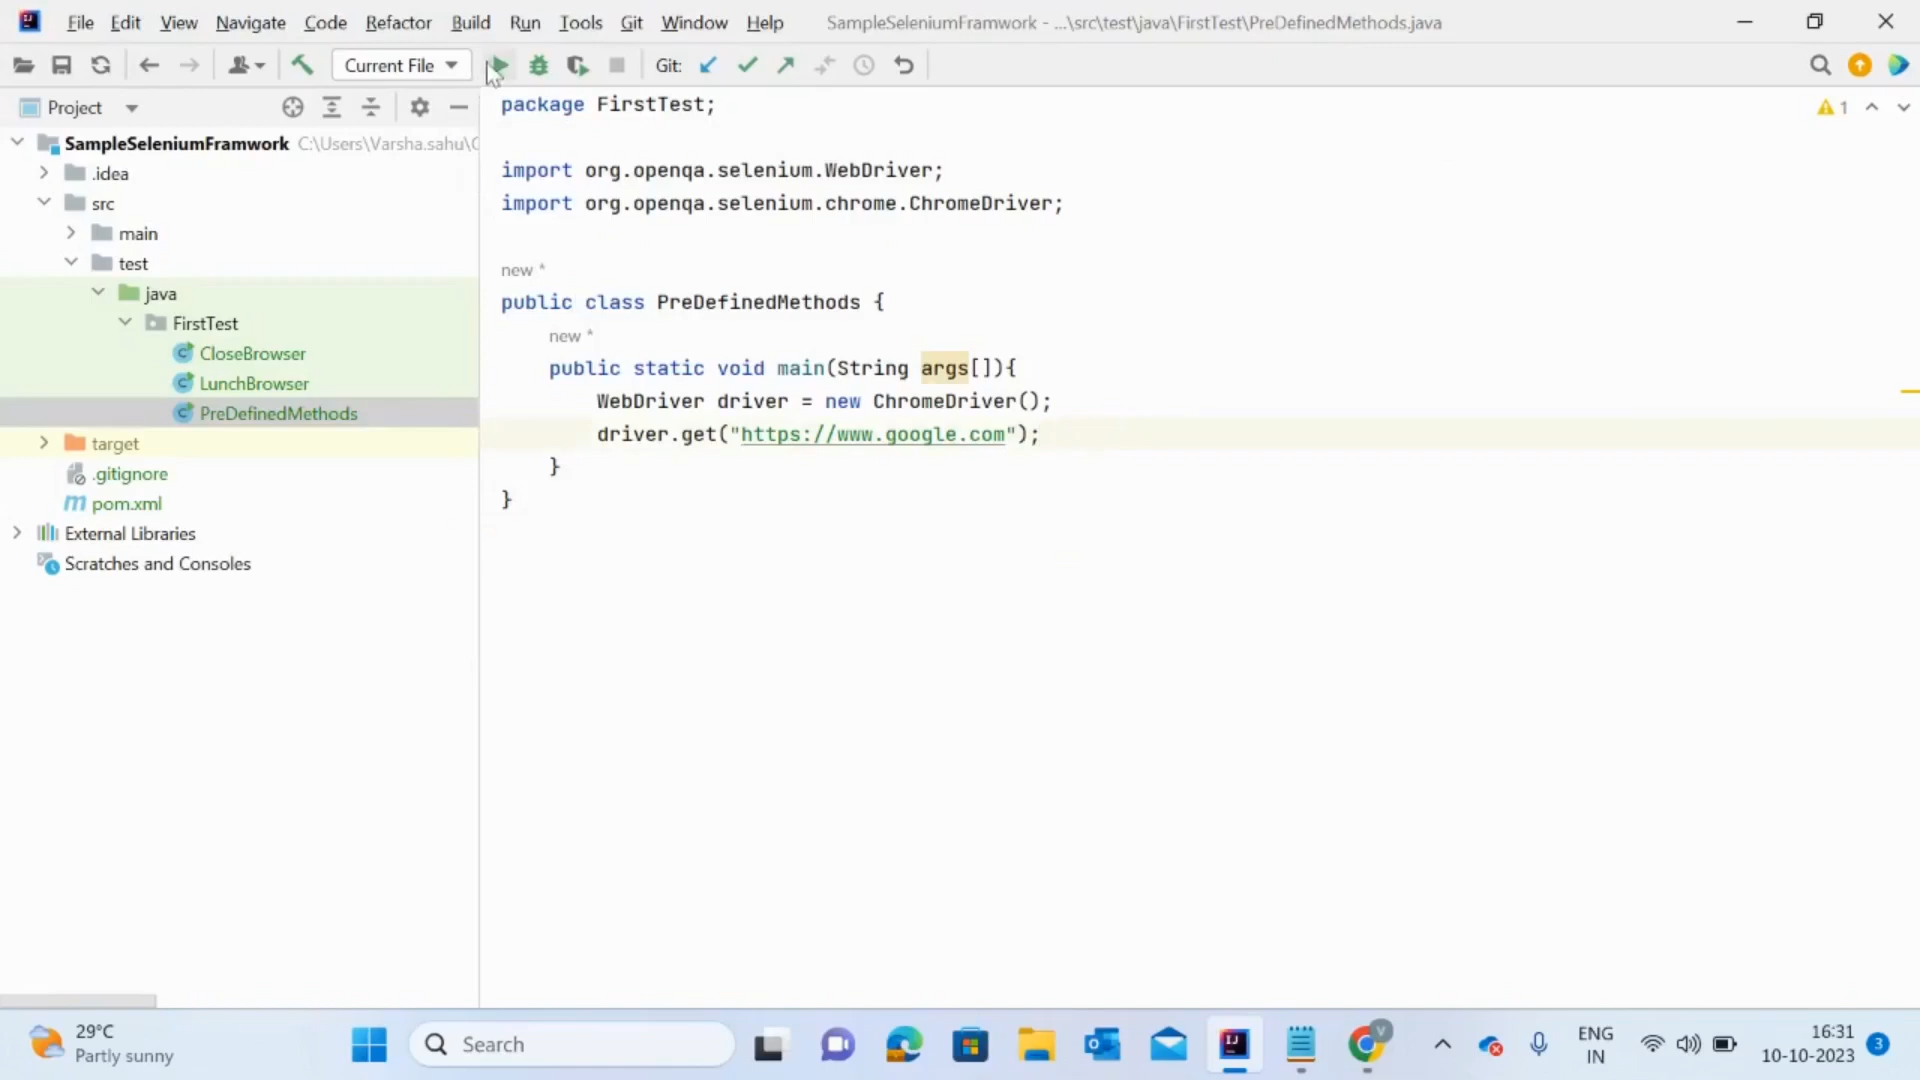 File Edit View Navigate Code Refactor Build Run Tools Git Window Help SampleSeleniumFramwork - ...\src\test\java\FirstTest\PreDefinedMethods.java
Current File Git:
Project
1
SampleSeleniumFramwork C:\Users\Varsha.sahu\
.idea
src
main
test
java
FirstTest
CloseBrowser
LunchBrowser
PreDefinedMethods
target
.gitignore
pom.xml
External Libraries
Scratches and Consoles
package FirstTest;
import org.openqa.selenium.WebDriver;
import org.openqa.selenium.chrome.ChromeDriver;
new *
public class PreDefinedMethods {
new *
public static void main(String args[]){
WebDriver driver = new ChromeDriver();
driver.get("https://www.google.com");
}
}
29°C
Partly sunny
Search
V
ENG
IN
16:31
10-10-2023
3